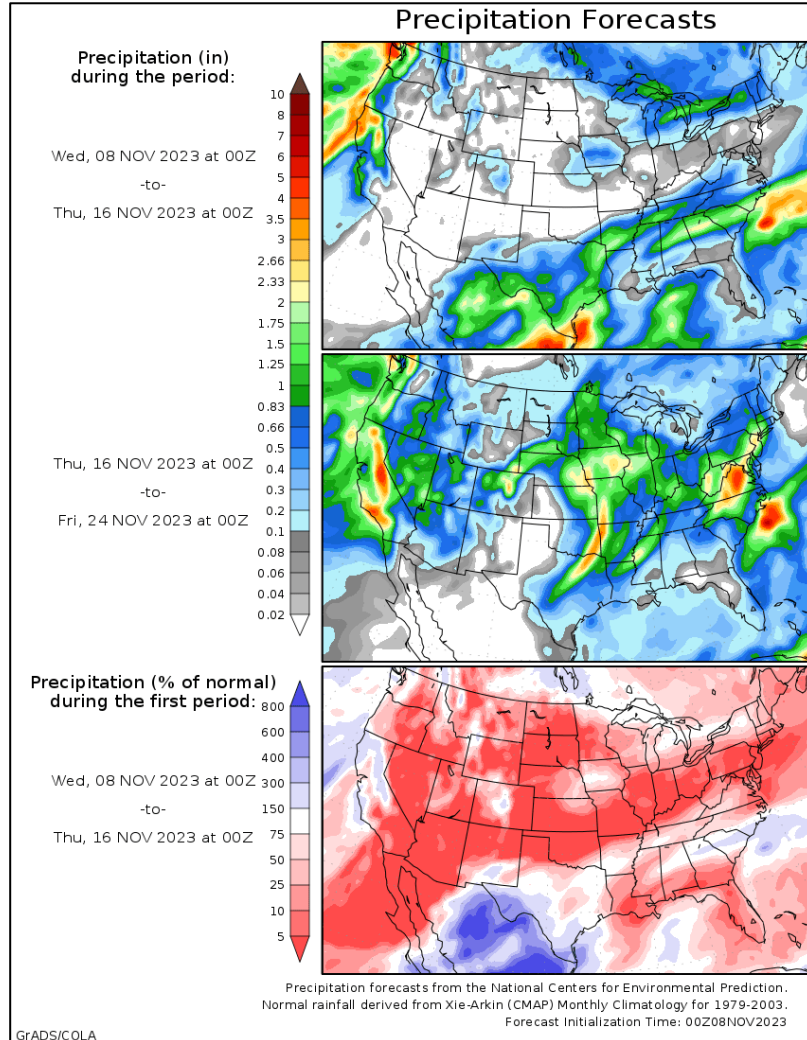 Precipitation Forecasts
Precipitation (in)
during the period:
Wed, 08 NOV 2023 at 00Z
-to-
Thu, 16 NOV 2023 at 00Z
10
8
7
6
5
4
3.5
3
2.66
2.33
2
1.75
1.5
1.25
1
0.83
0.66
0.5
0.4
0.3
0.2
0.1
0.08
0.06
0.04
0.02
Thu, 16 NOV 2023 at 00Z
-to-
Fri, 24 NOV 2023 at 00Z
Precipitation (% of normal)
during the first period:
Wed, 08 NOV 2023 at 00Z
-to-
Thu, 16 NOV 2023 at 00Z
800
600
400
300
150
75
50
25
10
5
Precipitation forecasts from the National Centers for Environmental Prediction.
Normal rainfall derived from Xie-Arkin (CMAP) Monthly Climatology for 1979-2003.
Forecast Initialization Time: 00Z08NOV2023
GrADS/COLA